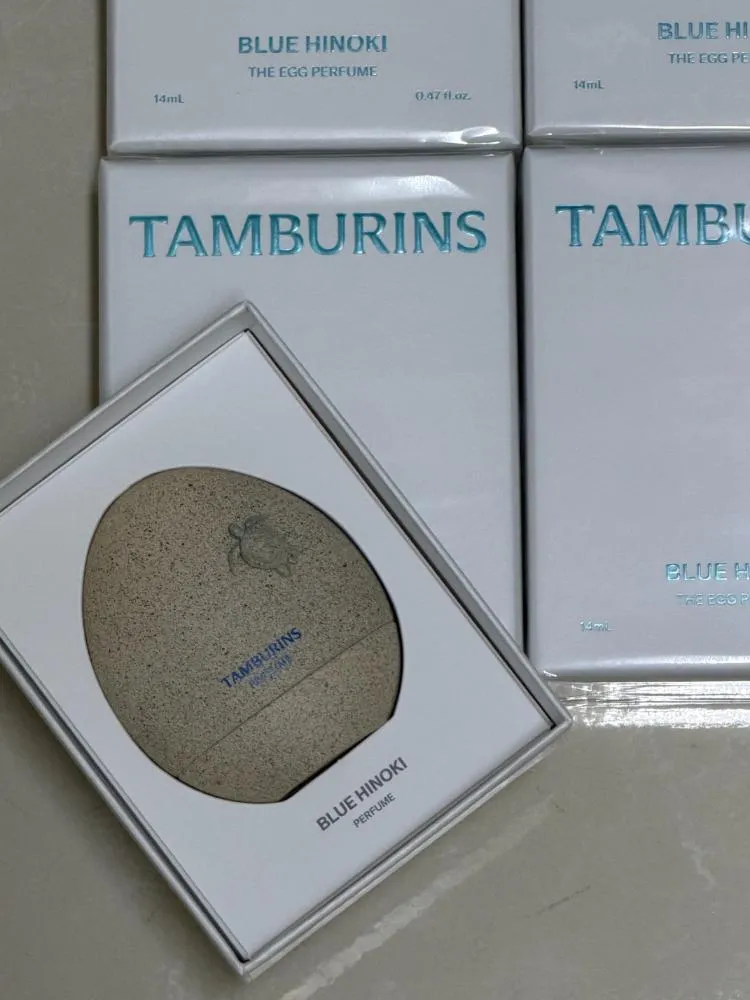 BLUE HINOKI
THE EGG PERFUME
14mL 0.47 fl.oz.
BLUE HI
THE EGG PE
14mL
TAMBURINS
TAMBU
BLUE H
THE EGG P
14mL
TAMBURINS
BLUE HINOKI
PERFUME